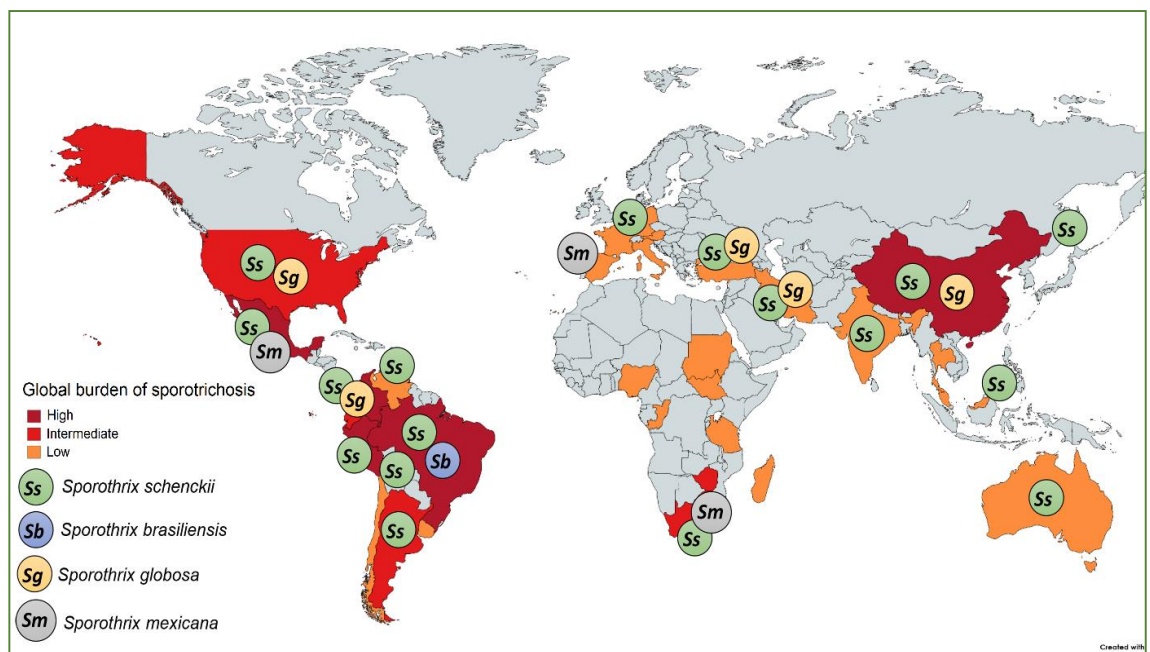 Ss
Sg
Ss
Sm
Ss
Ss
Sg
Ss
Sb
Ss
Ss
Ss
Ss
Sm
Ss
Sg
Ss
Sg
Ss
Ss
Sg
Ss
Ss
Sm
Ss
Ss
Global burden of sporotrichosis
High
Intermediate
Low
Ss Sporothrix schenckii
Sb Sporothrix brasiliensis
Sg Sporothrix globosa
Sm Sporothrix mexicana
Created with